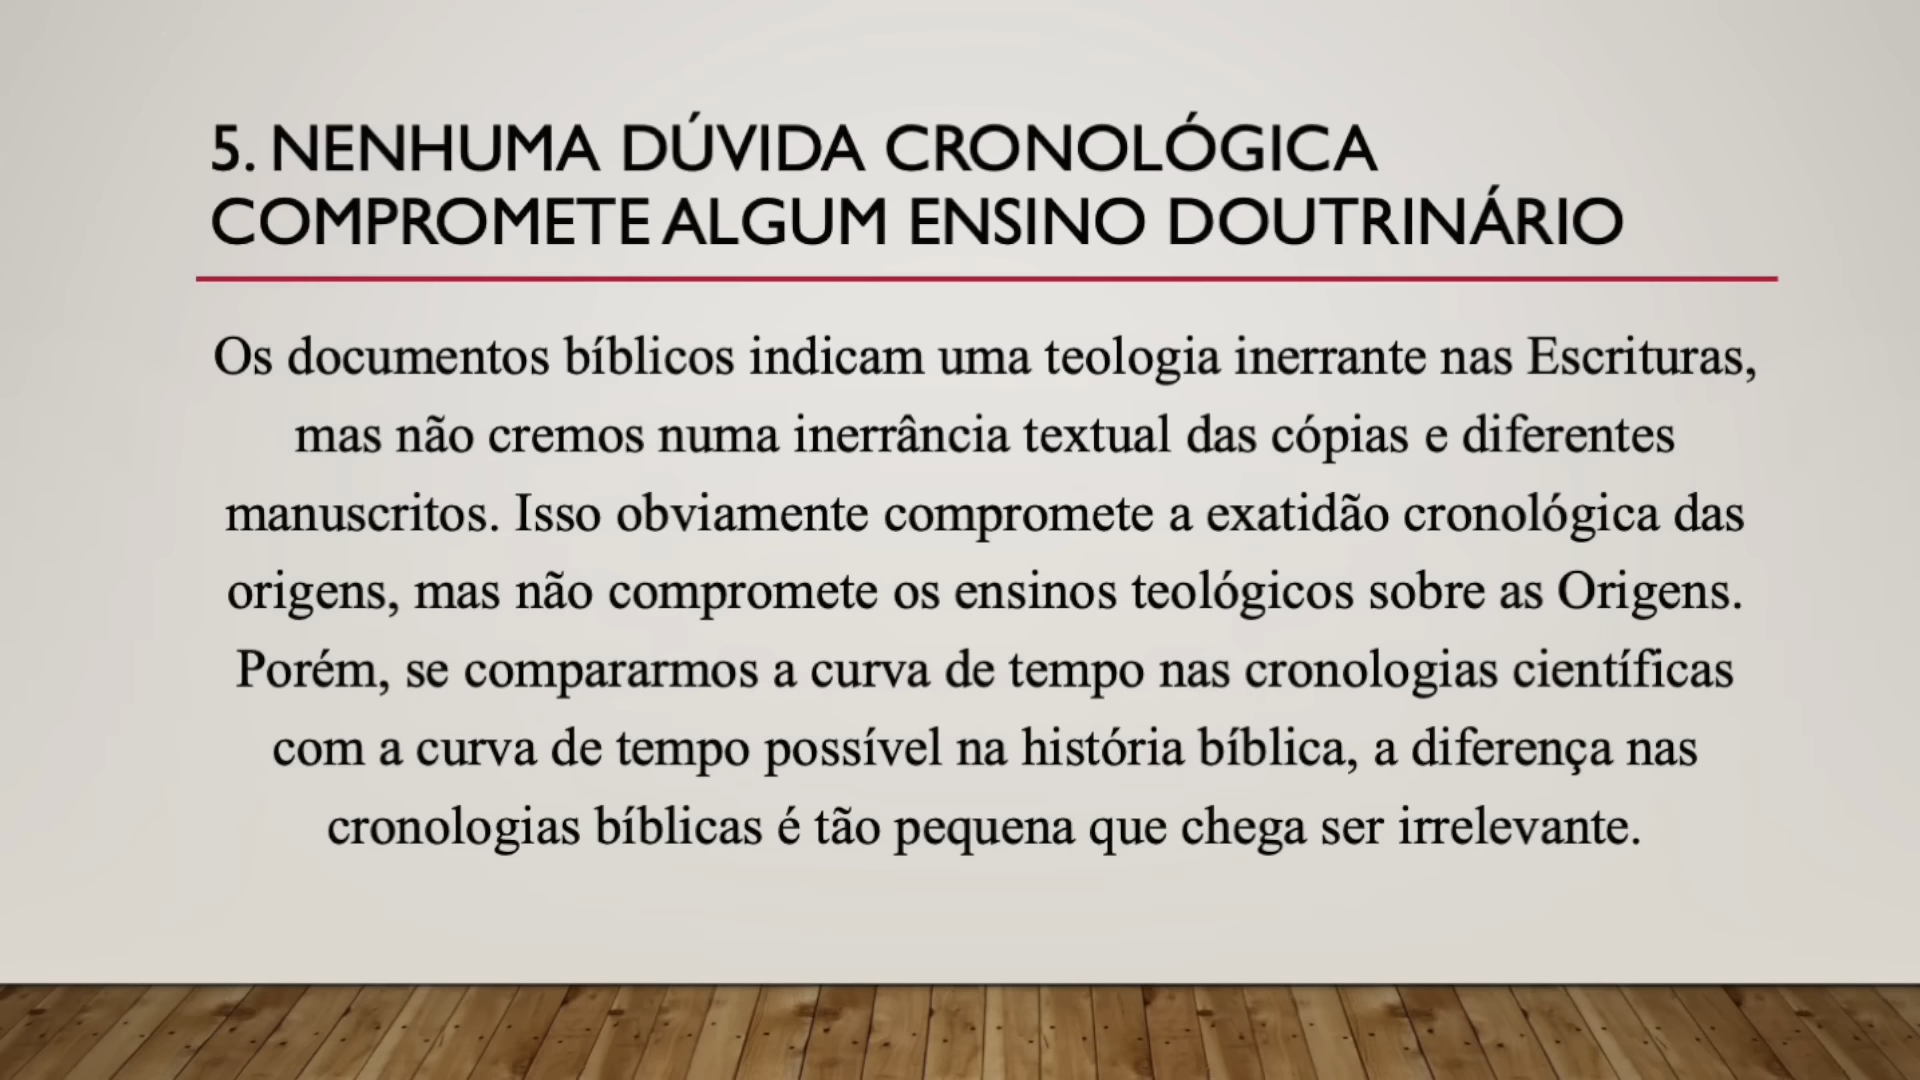 5. NENHUMA DÚVIDA CRONOLÓGICA
COMPROMETE ALGUM ENSINO DOUTRINÁRIO
Os documentos bíblicos indicam uma teologia inerrante nas Escrituras,
mas não cremos numa inerrância textual das cópias e diferentes
manuscritos. Isso obviamente compromete a exatidão cronológica das
origens, mas não compromete os ensinos teológicos sobre as Origens.
Porém, se compararmos a curva de tempo nas cronologias científicas
com a curva de tempo possível na história bíblica, a diferença nas
cronologias bíblicas é tão pequena que chega ser irrelevante.